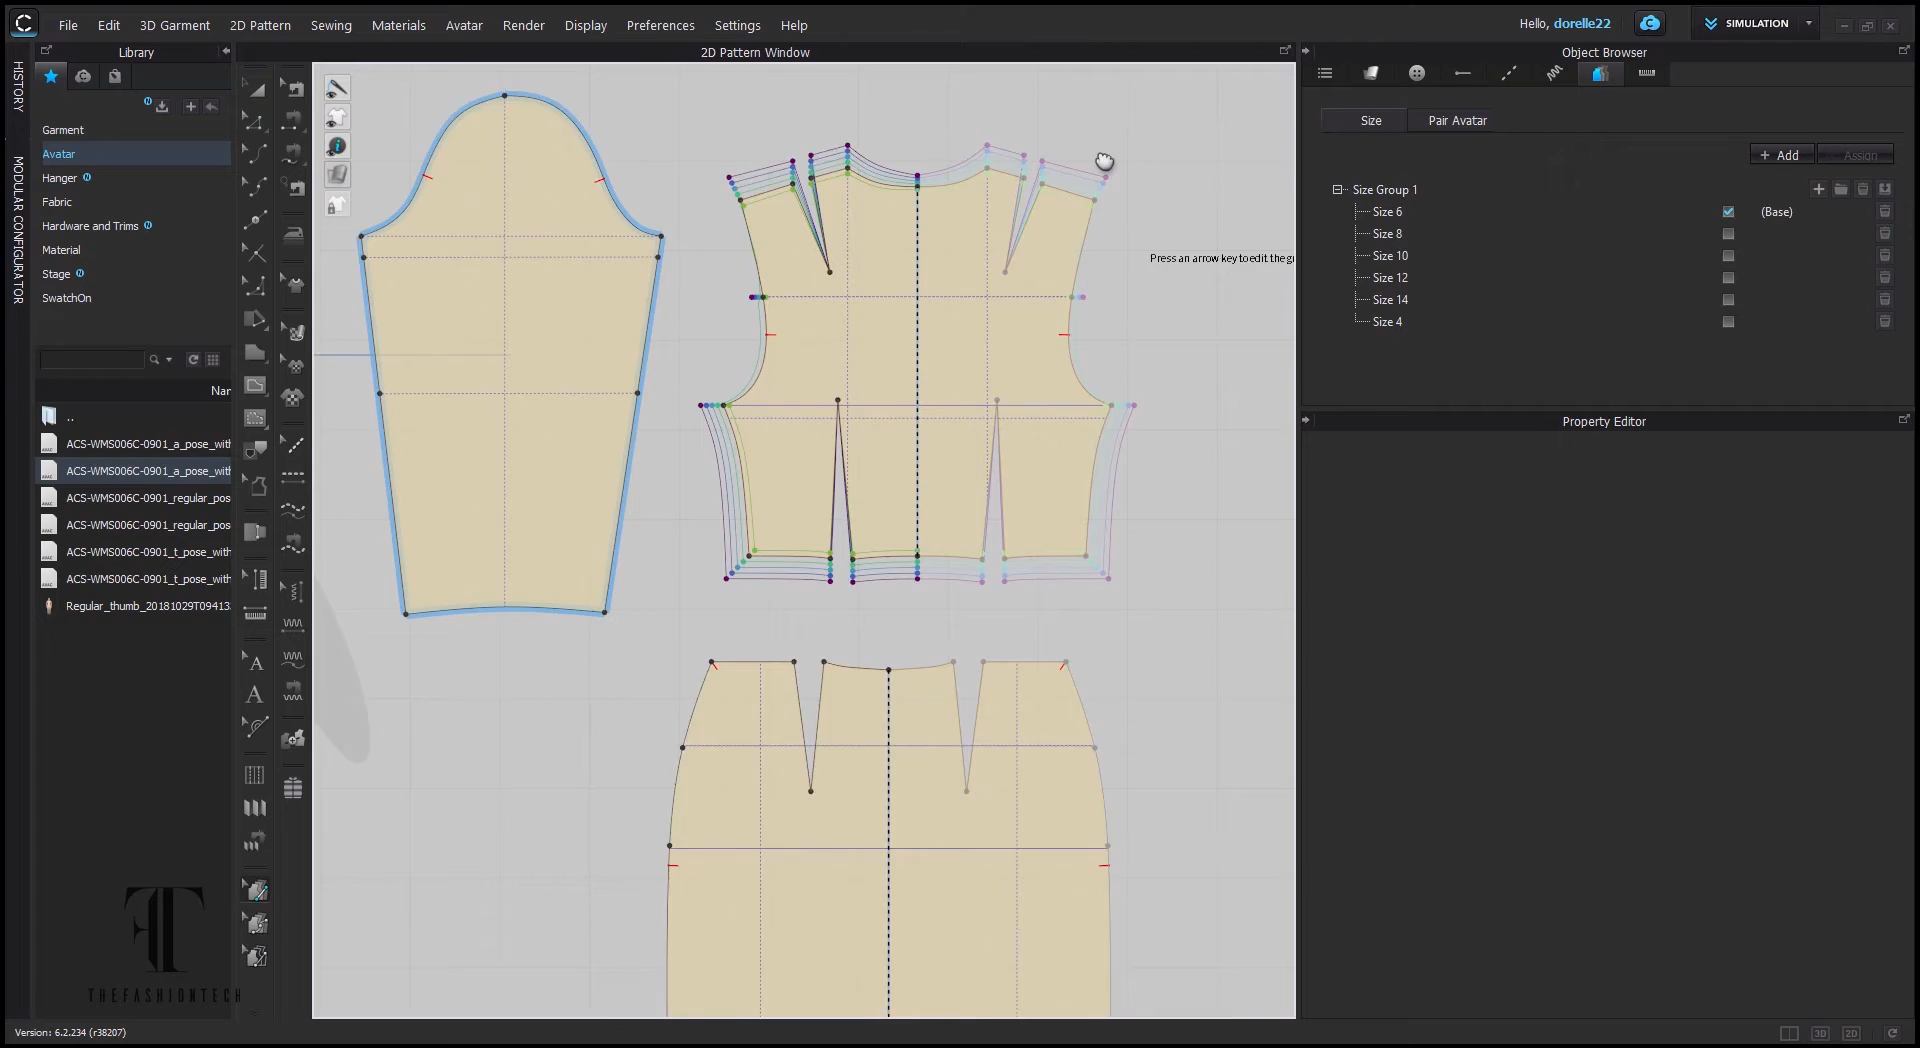 File Edit 3D Garment 2D Pattern Sewing Materials Avatar Render Display Preferences Settings Help
Hello, dorelle22
SIMULATION
Library
2D Pattern Window
Object Browser
HISTORY
MODULAR CONFIGURATOR
Garment
Avatar
Hanger
Fabric
Hardware and Trims
Material
Stage
SwatchOn
Nar
..
ACS-WMS006C-0901_a_pose_with
ACS-WMS006C-0901_a_pose_with
ACS-WMS006C-0901_regular_pos
ACS-WMS006C-0901_regular_pos
ACS-WMS006C-0901_t_pose_with
ACS-WMS006C-0901_t_pose_with
Regular_thumb_20181029T09413
THEFASHIONTECH
Version: 6.2.234 (r38207)
Press an arrow key to edit the gr
Size Pair Avatar
+ Add Assign
Size Group 1
Size 6 (Base)
Size 8
Size 10
Size 12
Size 14
Size 4
Property Editor
3D 2D